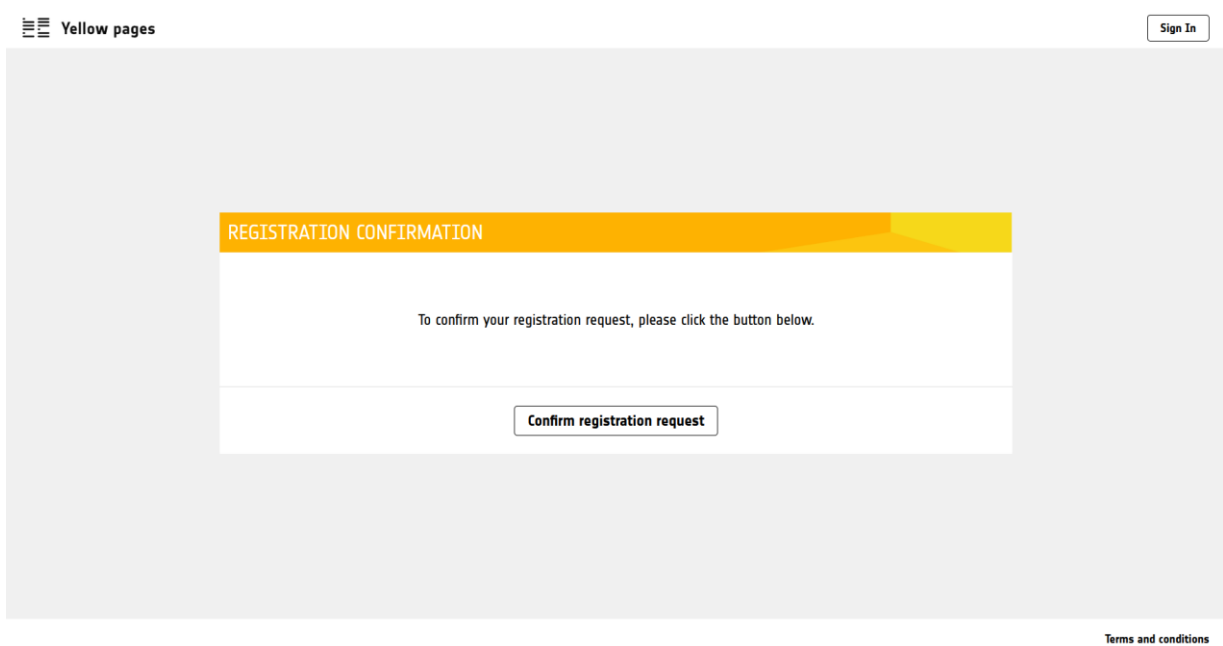 Yellow pages
Sign In
REGISTRATION CONFIRMATION
To confirm your registration request, please click the button below.
Confirm registration request
Terms and conditions